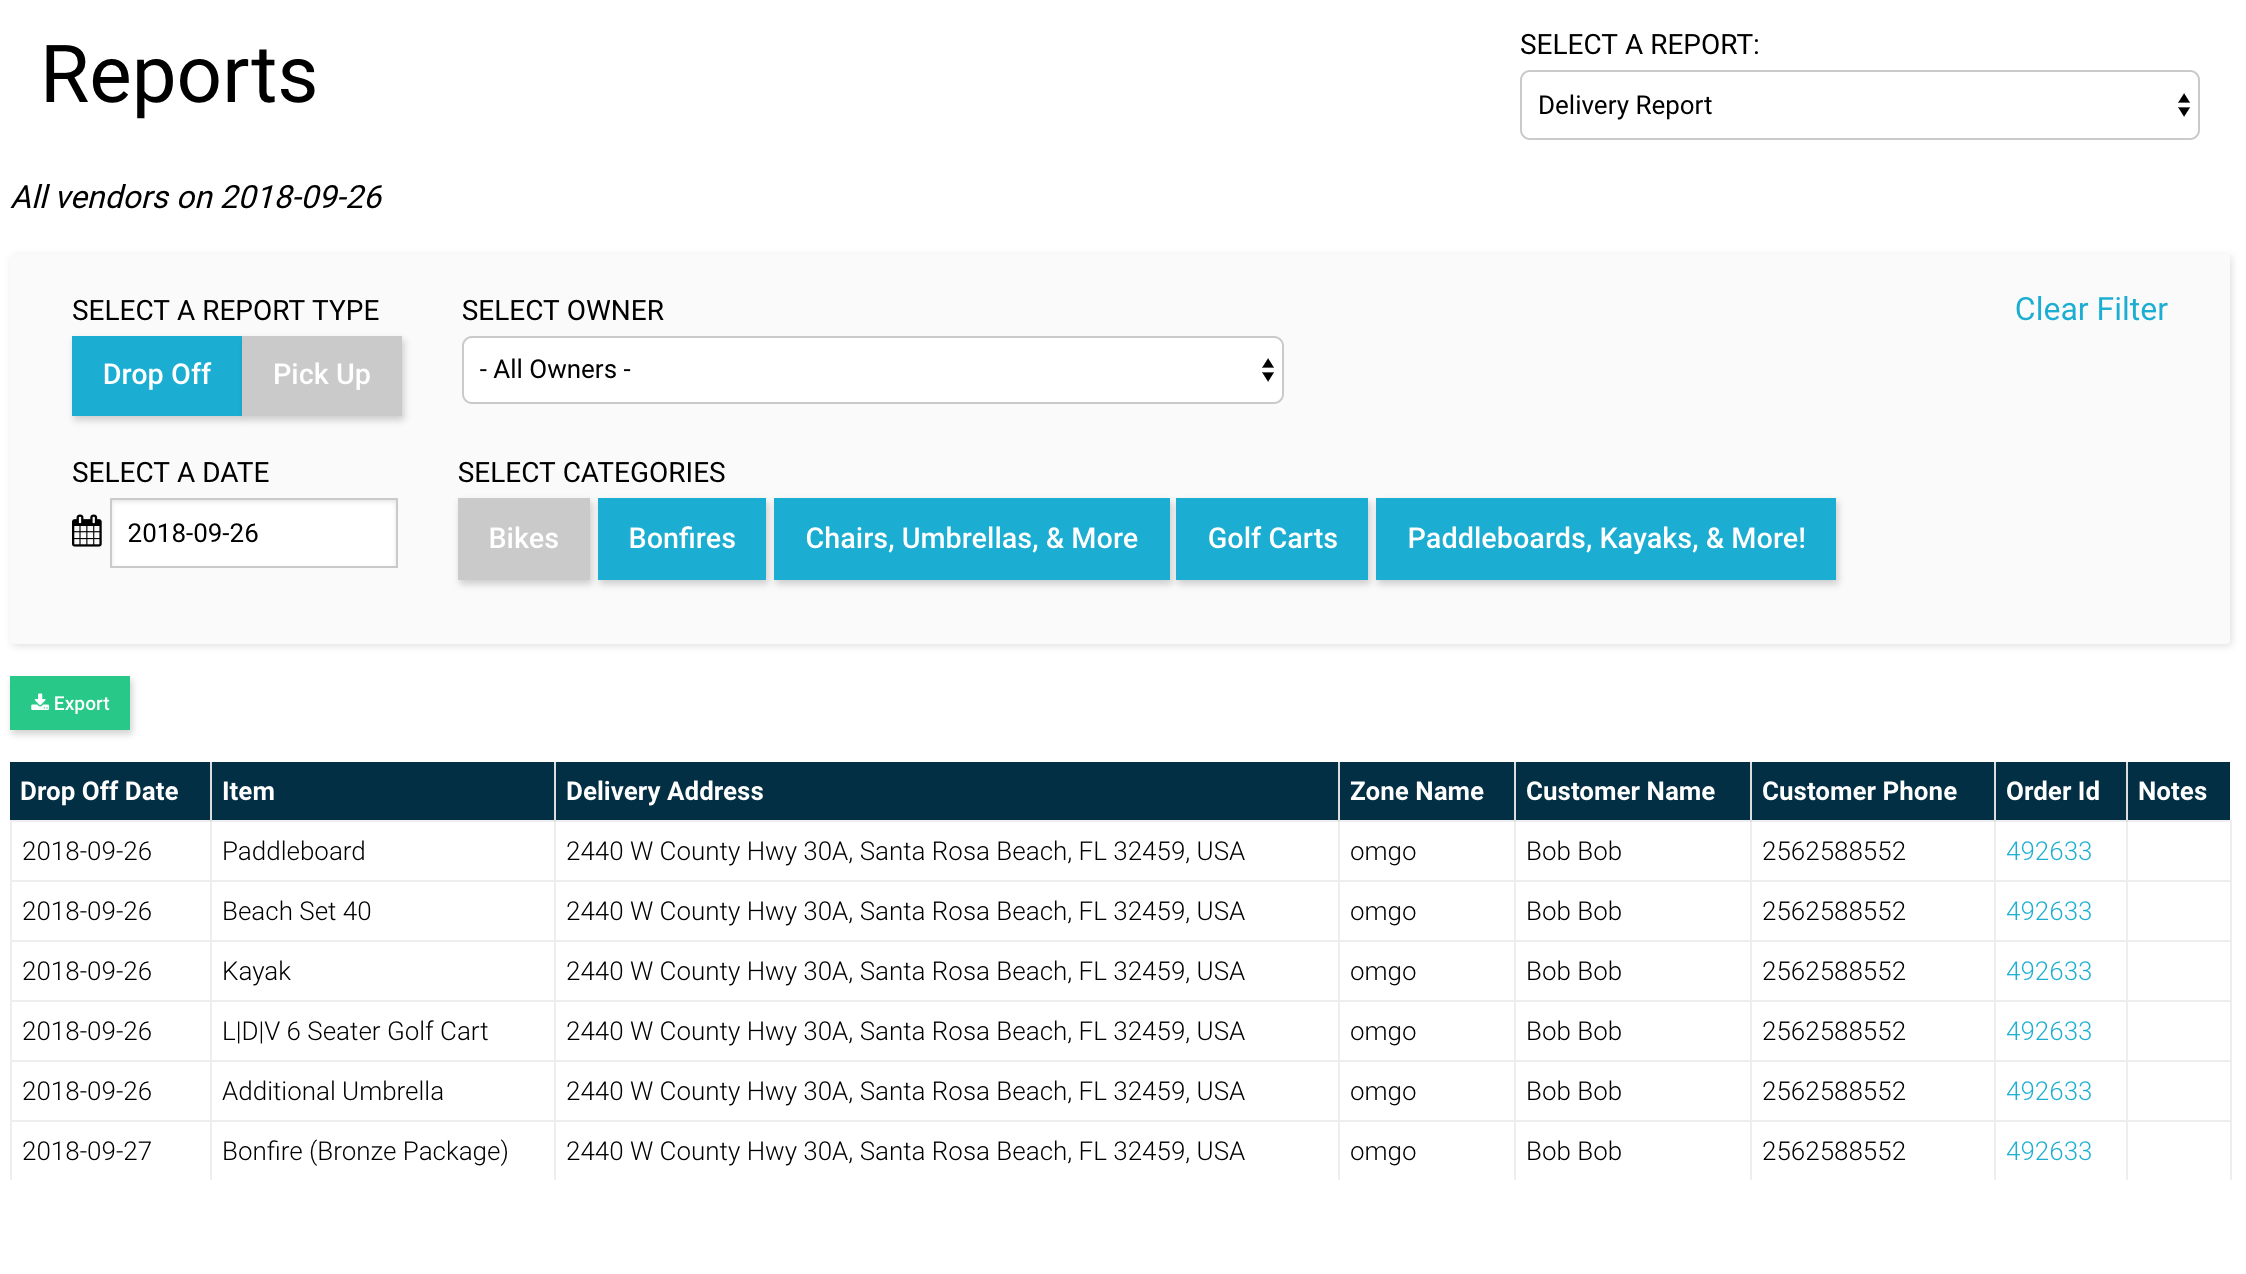 Reports
SELECT A REPORT:
Delivery Report
All vendors on 2018-09-26
SELECT A REPORT TYPE
Drop Off Pick Up
SELECT OWNER
- All Owners -
Clear Filter
SELECT A DATE
2018-09-26
SELECT CATEGORIES
Bikes Bonfires Chairs, Umbrellas, & More Golf Carts Paddleboards, Kayaks, & More!
Export
Drop Off Date Item Delivery Address Zone Name Customer Name Customer Phone Order Id Notes
2018-09-26 Paddleboard 2440 W County Hwy 30A, Santa Rosa Beach, FL 32459, USA omgo Bob Bob 2562588552 492633
2018-09-26 Beach Set 40 2440 W County Hwy 30A, Santa Rosa Beach, FL 32459, USA omgo Bob Bob 2562588552 492633
2018-09-26 Kayak 2440 W County Hwy 30A, Santa Rosa Beach, FL 32459, USA omgo Bob Bob 2562588552 492633
2018-09-26 L|D|V 6 Seater Golf Cart 2440 W County Hwy 30A, Santa Rosa Beach, FL 32459, USA omgo Bob Bob 2562588552 492633
2018-09-26 Additional Umbrella 2440 W County Hwy 30A, Santa Rosa Beach, FL 32459, USA omgo Bob Bob 2562588552 492633
2018-09-27 Bonfire (Bronze Package) 2440 W County Hwy 30A, Santa Rosa Beach, FL 32459, USA omgo Bob Bob 2562588552 492633